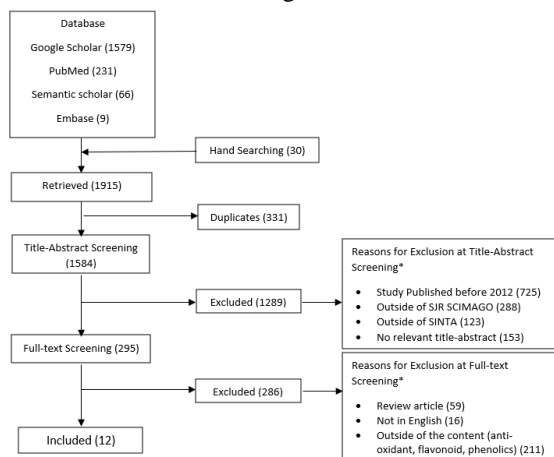 Database
Google Scholar (1579)
PubMed (231)
Semantic scholar (66)
Embase (9)
Hand Searching (30)
Retrieved (1915)
Duplicates (331)
Title-Abstract Screening
(1584)
Excluded (1289)
Reasons for Exclusion at Title-Abstract
Screening*
• Study Published before 2012 (725)
• Outside of SJR SCIMAGO (288)
• Outside of SINTA (123)
• No relevant title-abstract (153)
Full-text Screening (295)
Excluded (286)
Reasons for Exclusion at Full-text
Screening*
• Review article (59)
• Not in English (16)
• Outside of the content (anti-
oxidant, flavonoid, phenolics) (211)
Included (12)